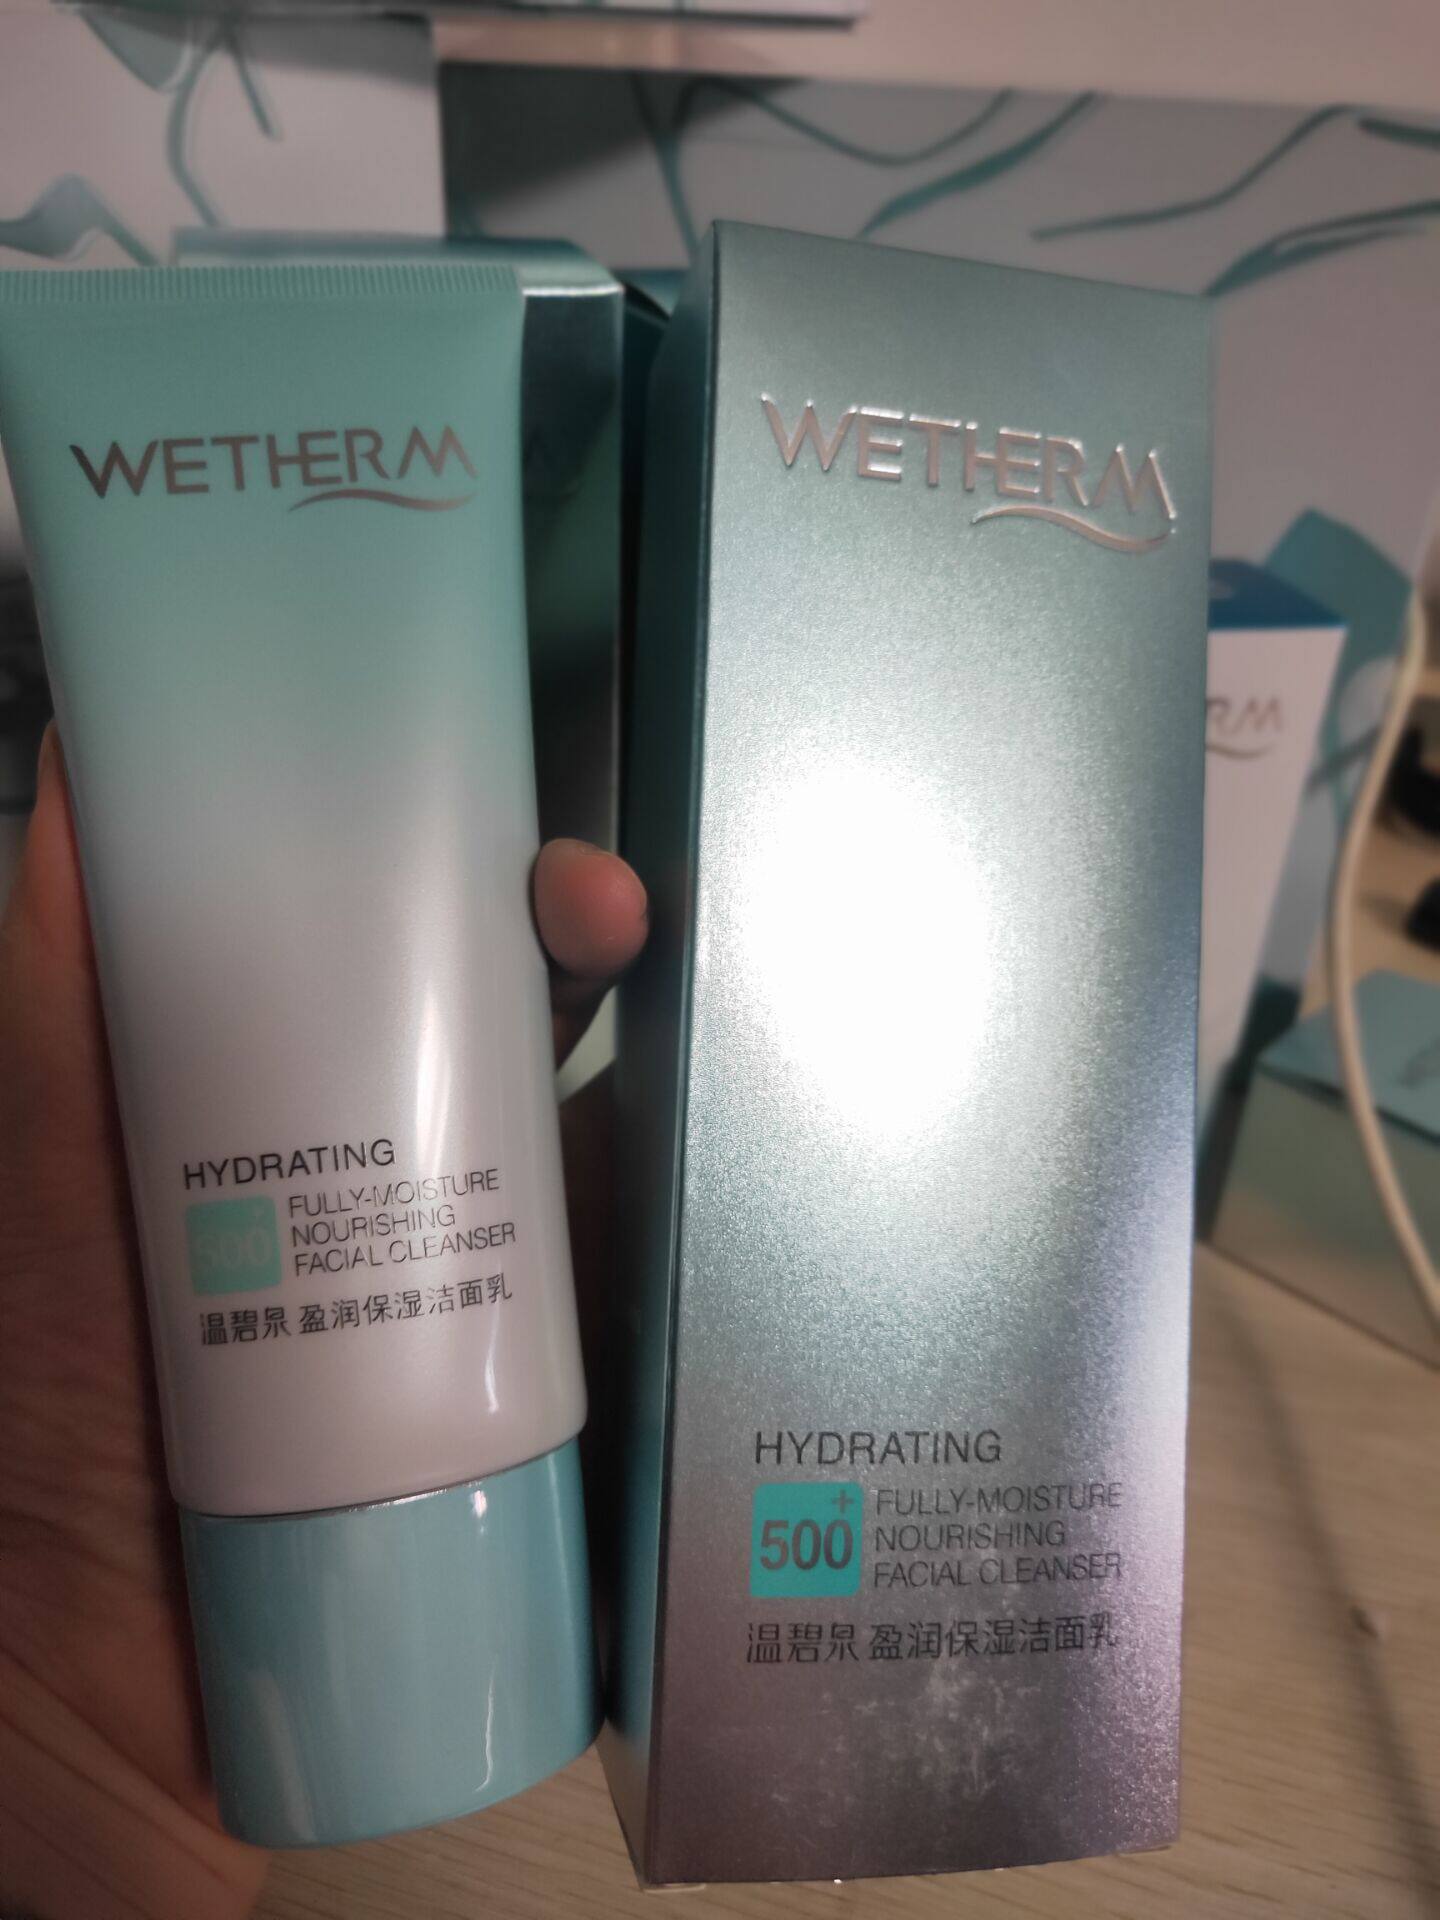 WETHERM
HYDRATING
500+
FULLY-MOISTURE
NOURISHING
FACIAL CLEANSER
温碧泉 盈润保湿洁面乳
WETHERM
HYDRATING
500+
FULLY-MOISTURE
NOURISHING
FACIAL CLEANSER
温碧泉 盈润保湿洁面乳
RM